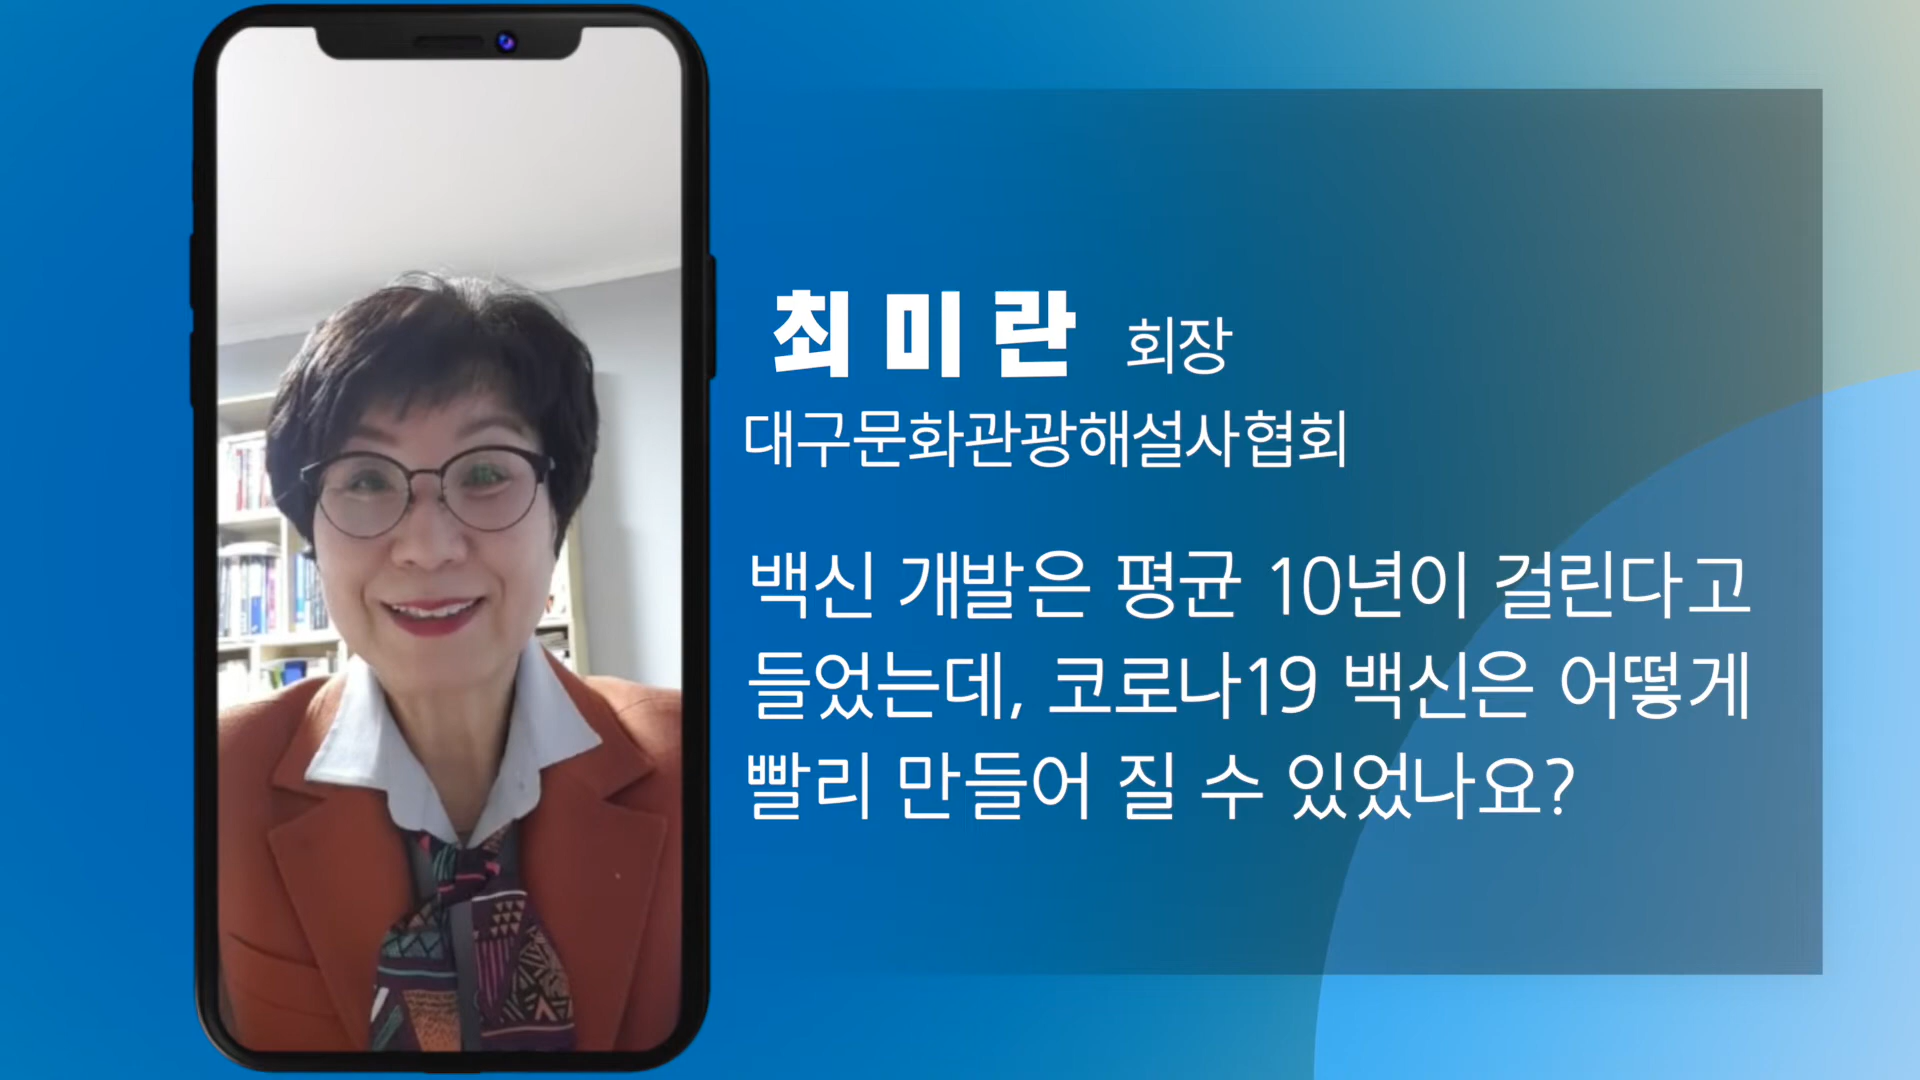 최미란 회장
대구문화관광해설사협회
백신 개발은 평균 10년이 걸린다고
들었는데, 코로나19 백신은 어떻게
빨리 만들어 질 수 있었나요?